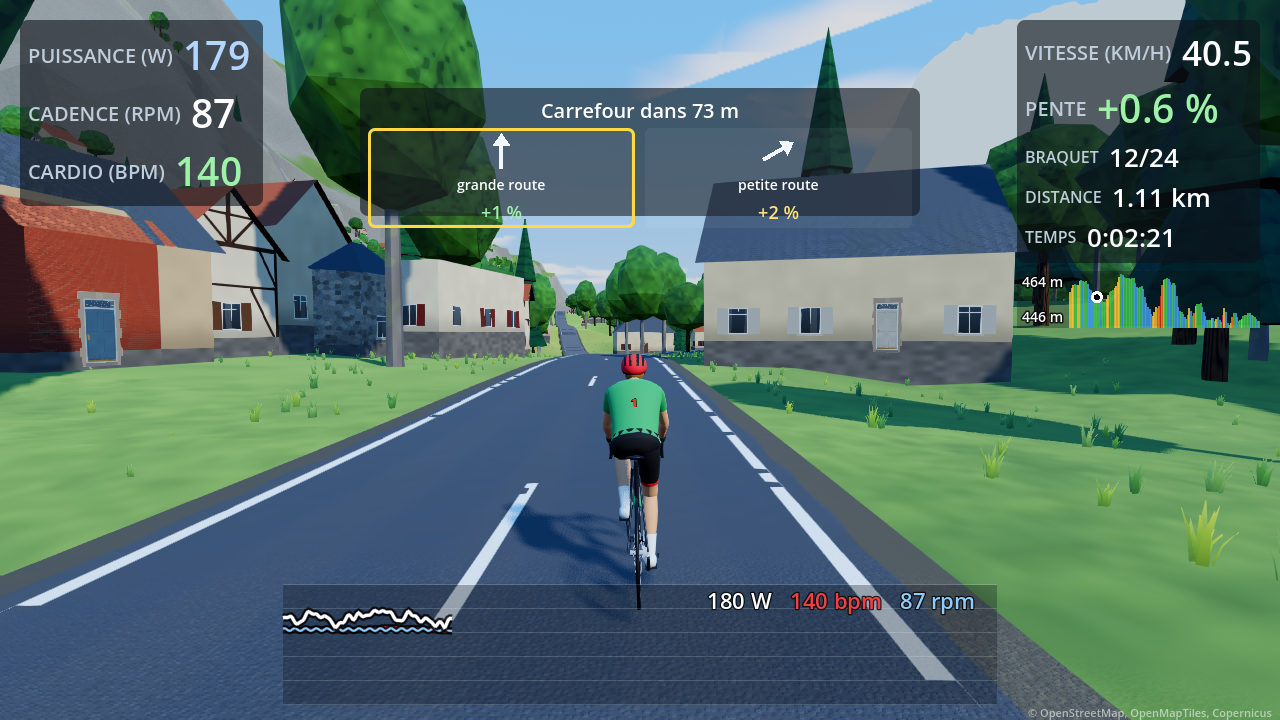 PUISSANCE (W) 179
CADENCE (RPM) 87
CARDIO (BPM) 140
Carrefour dans 73 m
grande route
+1 %
petite route
+2 %
VITESSE (KM/H) 40.5
PENTE +0.6 %
BRAQUET 12/24
DISTANCE 1.11 km
TEMPS 0:02:21
464 m
446 m
1
180 W 140 bpm 87 rpm
© OpenStreetMap, OpenMapTiles, Copernicus